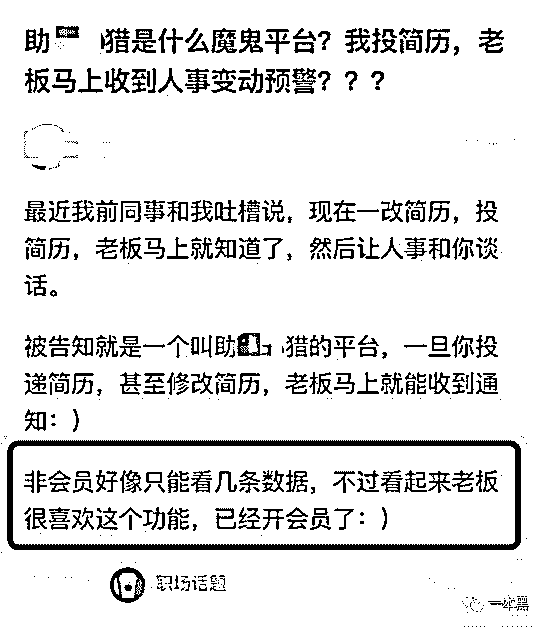 助 猎是什么魔鬼平台？我投简历，老
板马上收到人事变动预警？？？
最近我前同事和我吐槽说，现在一改简历，投
简历，老板马上就知道了，然后让人事和你谈
话。
被告知就是一个叫助 猎的平台，一旦你投
递简历，甚至修改简历，老板马上就能收到通
知：）
非会员好像只能看几条数据，不过看起来老板
很喜欢这个功能，已经开会员了：）
职场话题
一本黑